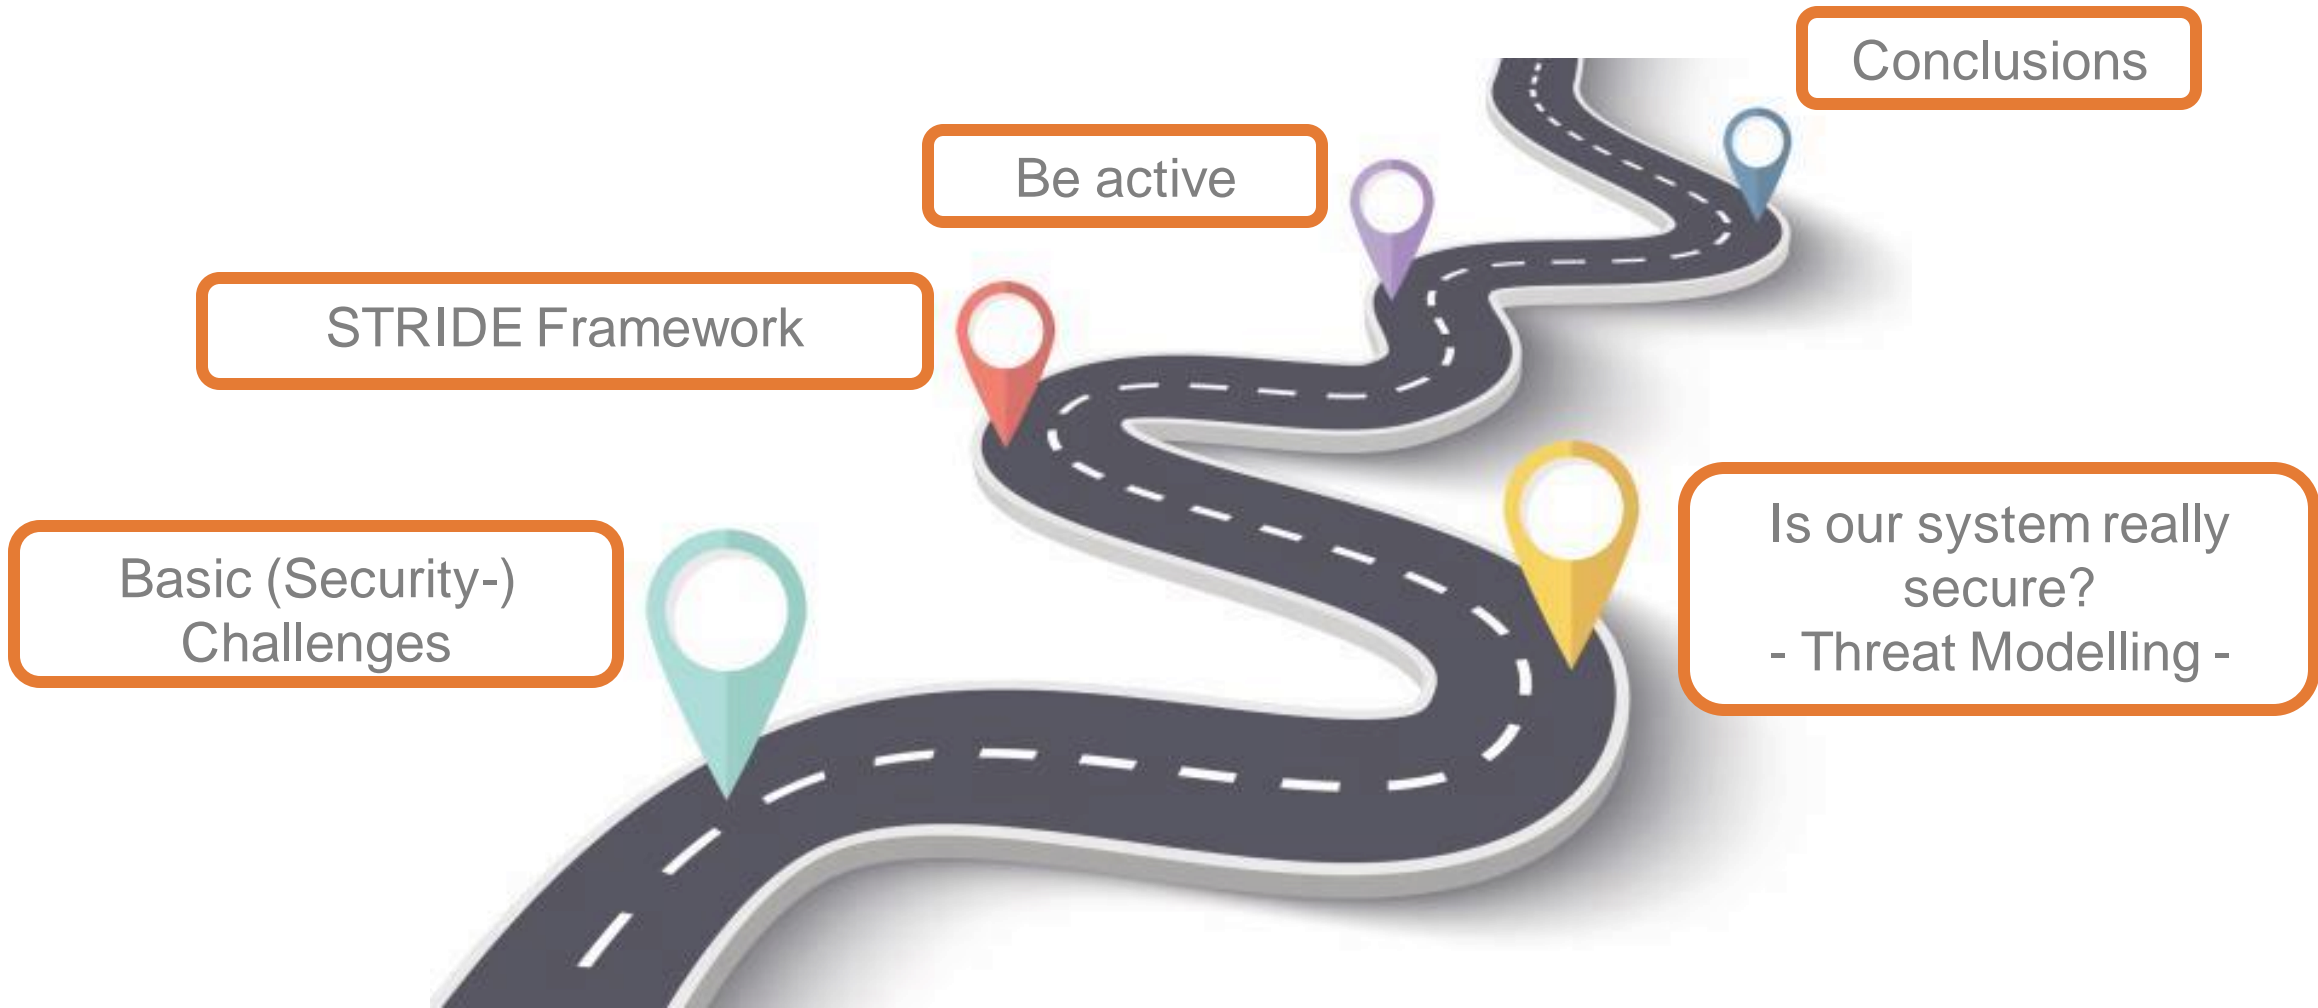 Conclusions
Be active
STRIDE Framework
Is our system really
secure?
- Threat Modelling -
Basic (Security-)
Challenges